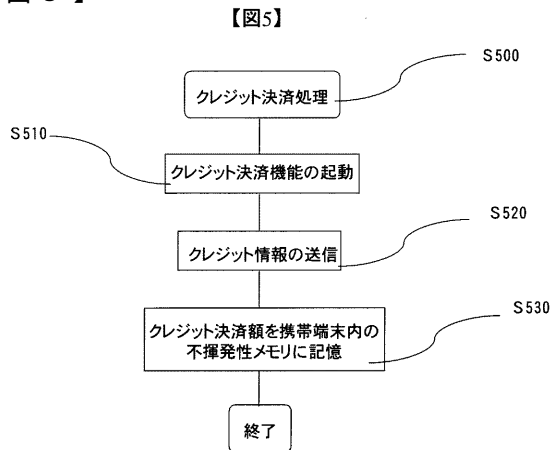 【図5】
S500
クレジット決済処理
S510
クレジット決済機能の起動
S520
クレジット情報の送信
S530
クレジット決済額を携帯端末内の
不揮発性メモリに記憶
終了